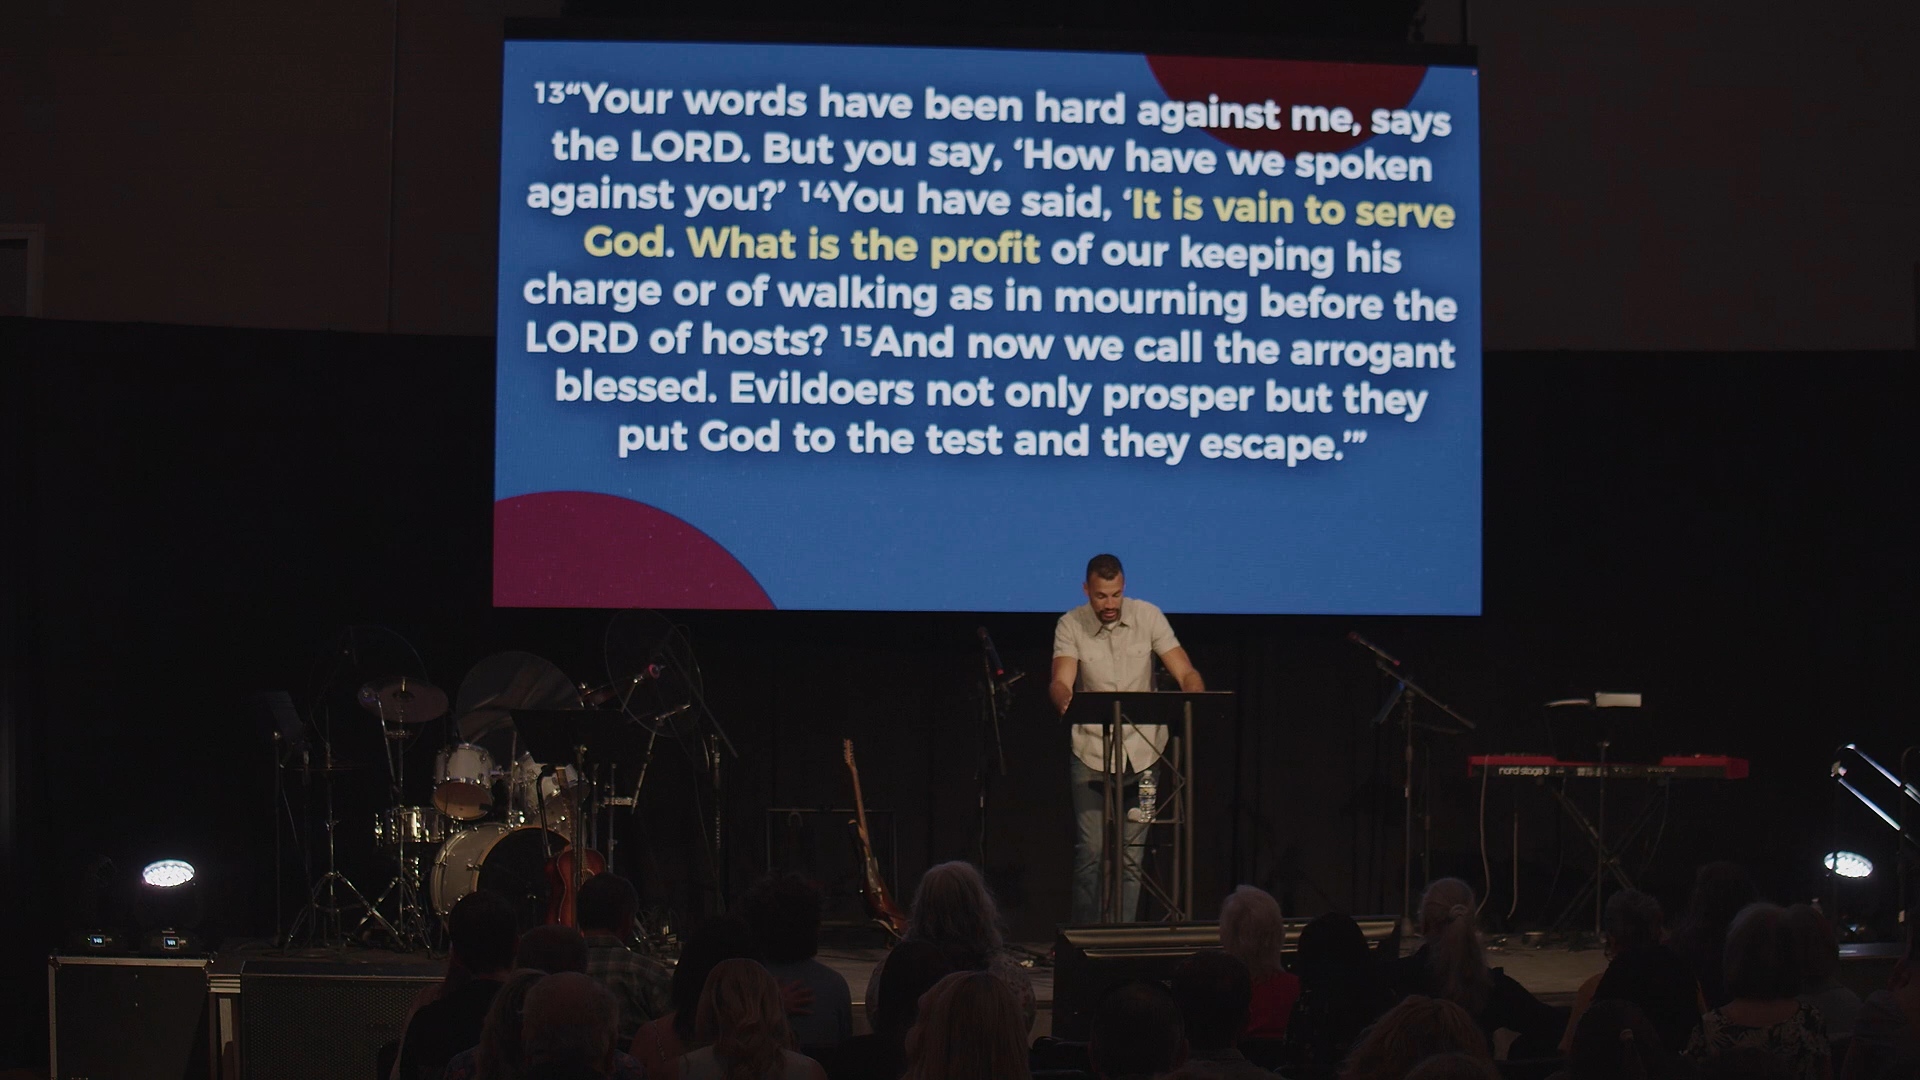 ¹³“Your words have been hard against me, says
the LORD. But you say, ‘How have we spoken
against you?’ ¹⁴You have said, ‘It is vain to serve
God. What is the profit of our keeping his
charge or of walking as in mourning before the
LORD of hosts? ¹⁵And now we call the arrogant
blessed. Evildoers not only prosper but they
put God to the test and they escape.’”
nord stage 3